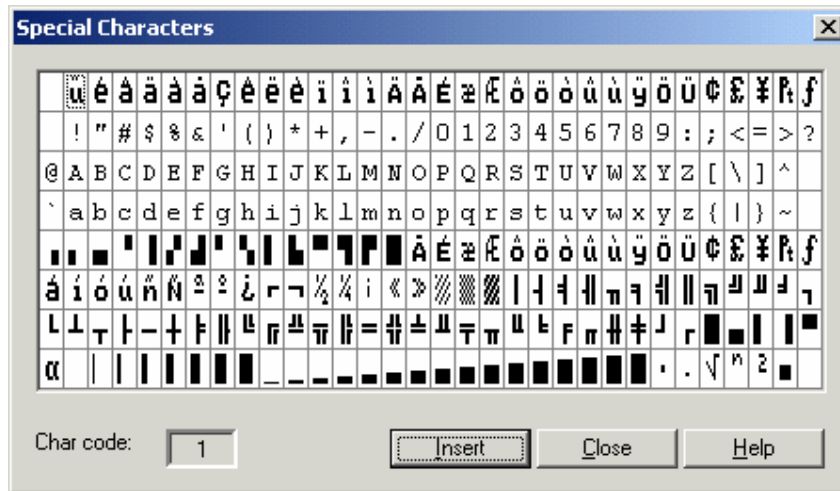 Special Characters
ü é â ä à å ç ê ë è ï î ì Ä Å É æ Æ ô ö ò û ù ÿ Ö Ü ¢ £ ¥ ₧ ƒ
! " # $ % & ' ( ) * + , - . / 0 1 2 3 4 5 6 7 8 9 : ; < = > ?
@ A B C D E F G H I J K L M N O P Q R S T U V W X Y Z [ \ ] ^
` a b c d e f g h i j k l m n o p q r s t u v w x y z { | } ~
▖ ▗ ▄ ▘ ▌ ▞ ▟ ▝ ▚ ▐ ▙ ▀ ▜ ▛ █ Å É æ Æ ô ö ò û ù ÿ Ö Ü ¢ £ ¥ ₧ ƒ
á í ó ú ñ Ñ ª º ¿ ⌐ ¬ ½ ¼ ¡ « » ░ ▒ ▓ │ ┤ ╡ ╢ ╖ ╕ ╣ ║ ╗ ╝ ╜ ╛ ┐
└ ┴ ┬ ├ ─ ┼ ╞ ╟ ╚ ╔ ╩ ╦ ╠ ═ ╬ ╧ ╨ ╤ ╥ ╙ ╘ ╒ ╓ ╫ ╪ ┘ ┌ █ ▄ ▌ ▐ ▀
α √ ⁿ ² ■
Char code: 1
Insert Close Help